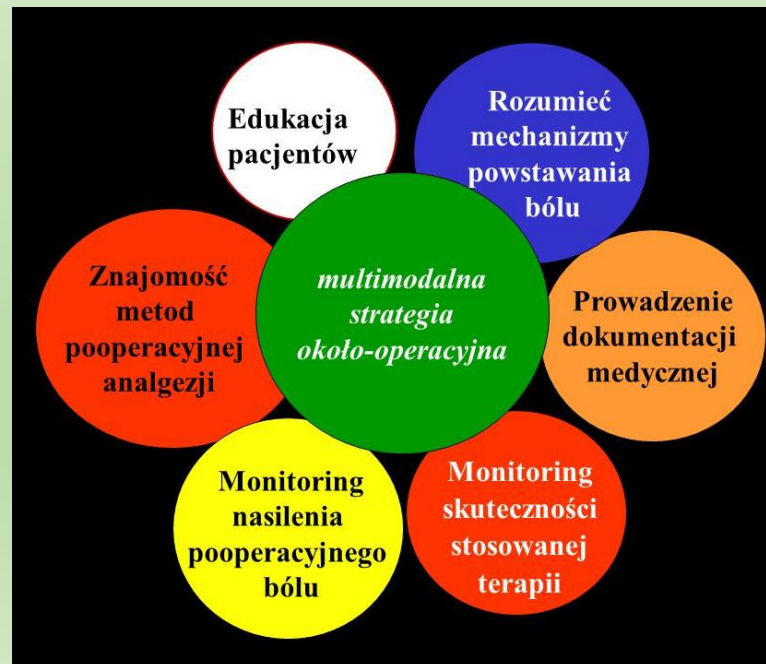 Edukacja
pacjentów
Rozumieć
mechanizmy
powstawania
bólu
Znajomość
metod
pooperacyjnej
analgezji
multimodalna
strategia
około-operacyjna
Prowadzenie
dokumentacji
medycznej
Monitoring
nasilenia
pooperacyjnego
bólu
Monitoring
skuteczności
stosowanej
terapii